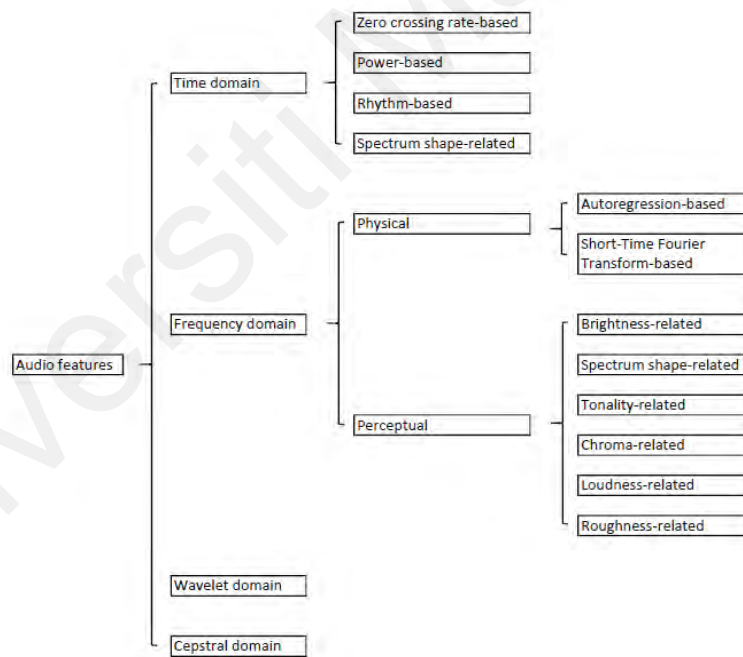 Zero crossing rate-based
Time domain
Power-based
Rhythm-based
Spectrum shape-related
Autoregression-based
Physical
Short-Time Fourier
Transform-based
Frequency domain
Brightness-related
Audio features
Spectrum shape-related
Tonality-related
Perceptual
Chroma-related
Loudness-related
Roughness-related
Wavelet domain
Cepstral domain